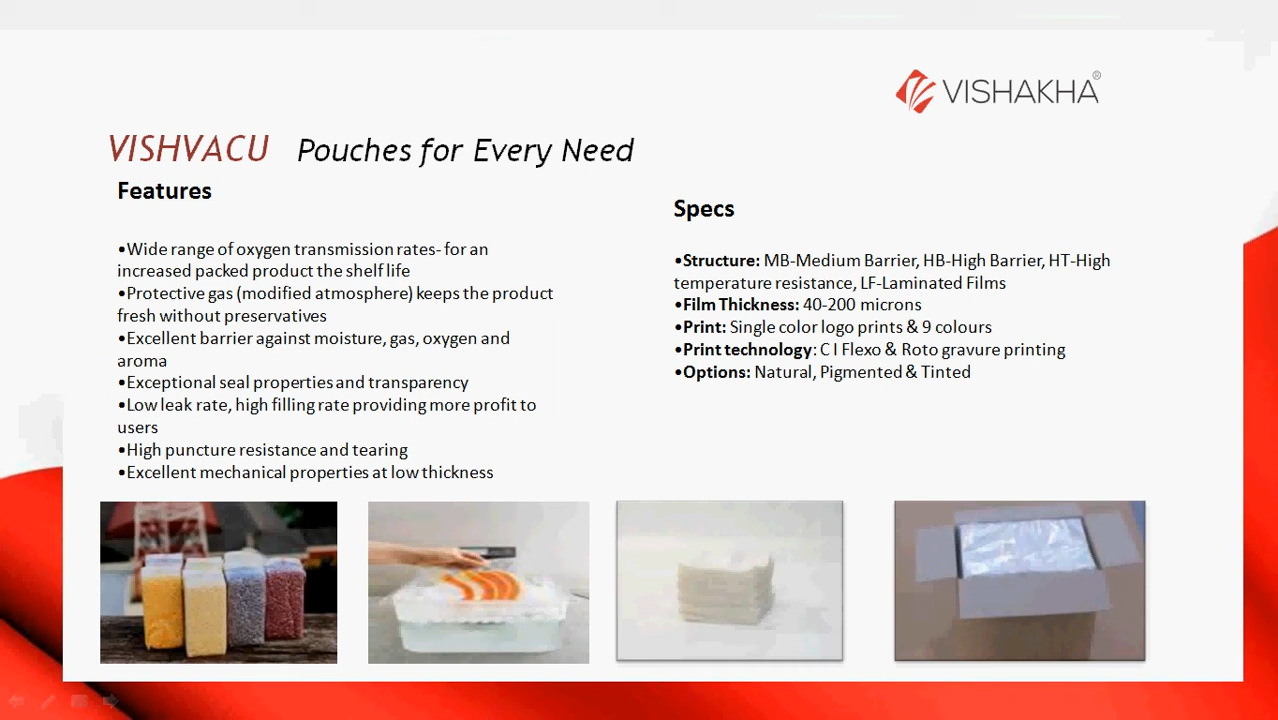 VISHAKHA®
VISHVACU Pouches for Every Need
Features
•Wide range of oxygen transmission rates- for an
increased packed product the shelf life
•Protective gas (modified atmosphere) keeps the product
fresh without preservatives
•Excellent barrier against moisture, gas, oxygen and
aroma
•Exceptional seal properties and transparency
•Low leak rate, high filling rate providing more profit to
users
•High puncture resistance and tearing
•Excellent mechanical properties at low thickness
Specs
•Structure: MB-Medium Barrier, HB-High Barrier, HT-High
temperature resistance, LF-Laminated Films
•Film Thickness: 40-200 microns
•Print: Single color logo prints & 9 colours
•Print technology: C I Flexo & Roto gravure printing
•Options: Natural, Pigmented & Tinted